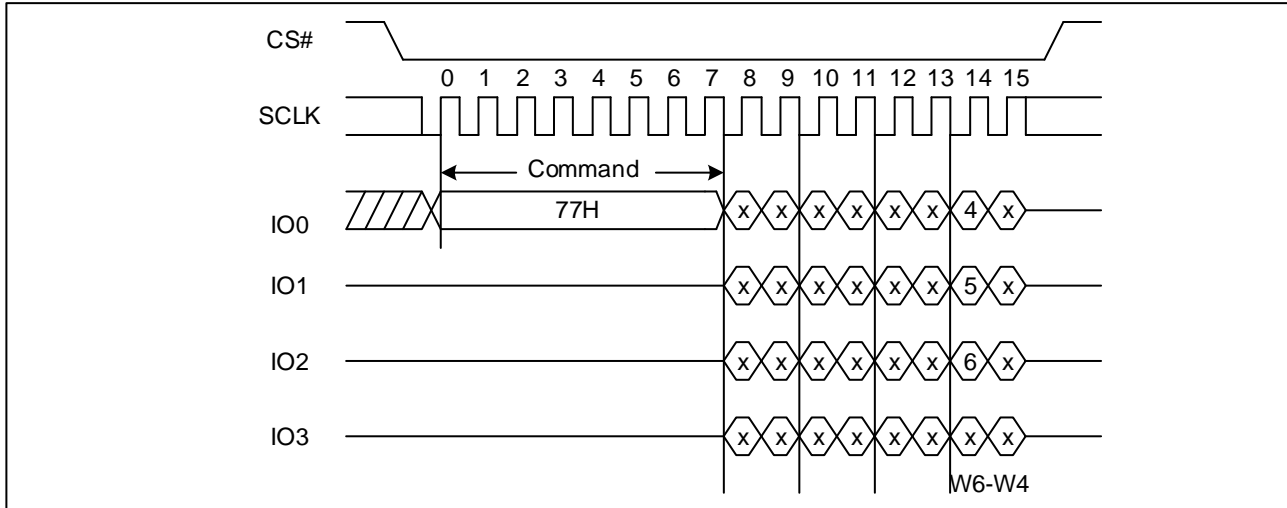 CS#
0 1 2 3 4 5 6 7 8 9 10 11 12 13 14 15
SCLK
Command
IO0 77H x x x x x x 4 x
IO1 x x x x x x 5 x
IO2 x x x x x x 6 x
IO3 x x x x x x x x
W6-W4